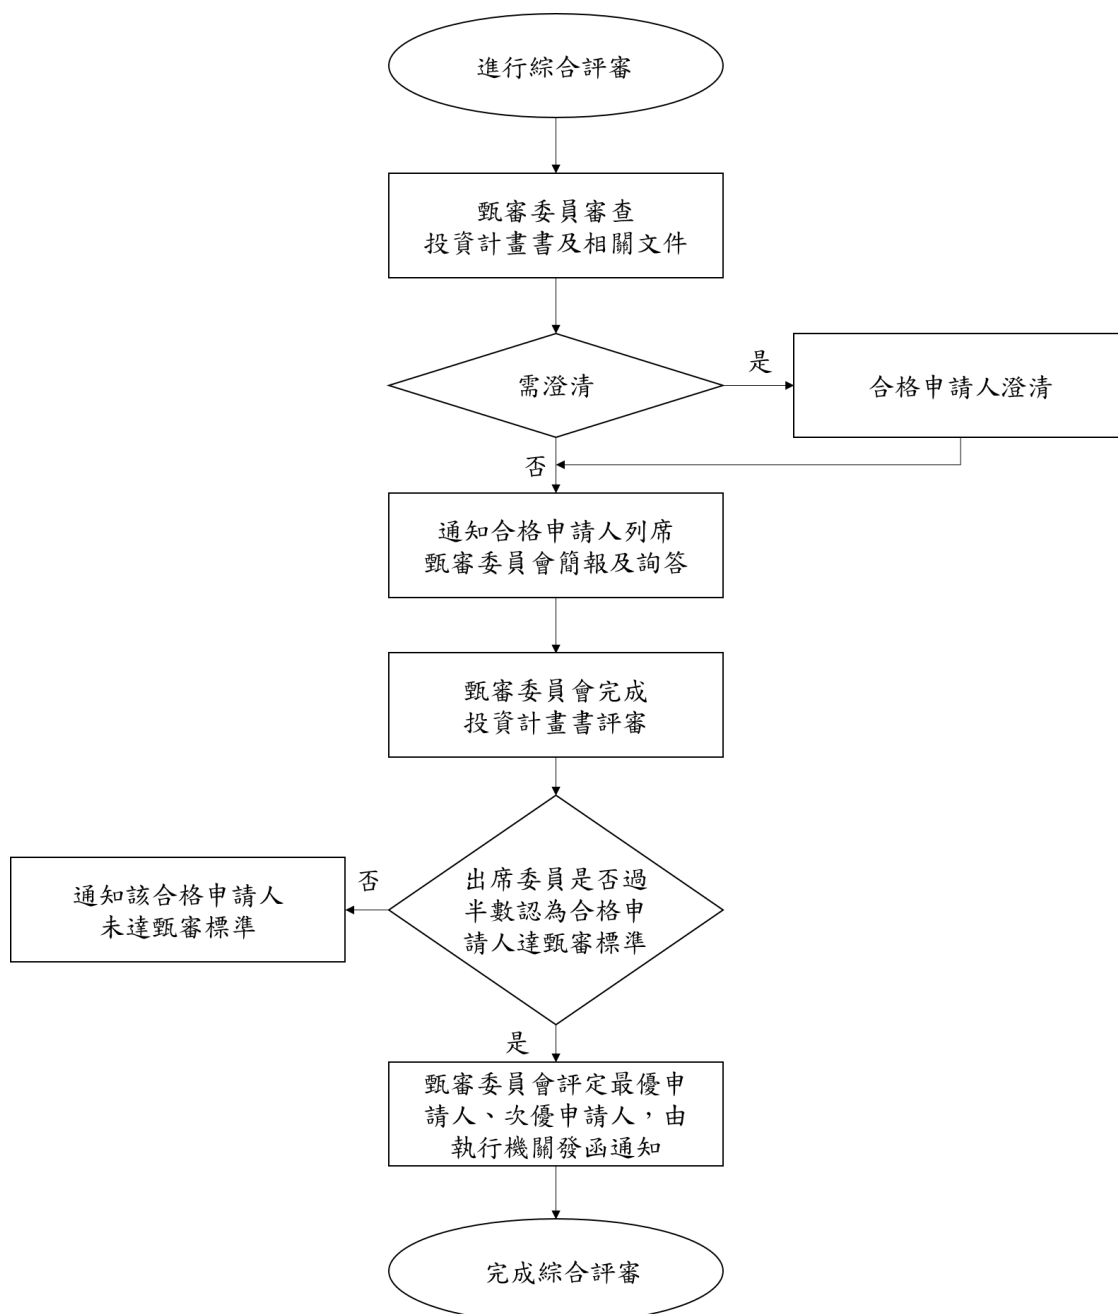 進行綜合評審
甄審委員審查
投資計畫書及相關文件
需澄清
是
合格申請人澄清
否
通知合格申請人列席
甄審委員會簡報及詢答
甄審委員會完成
投資計畫書評審
出席委員是否過
半數認為合格申
請人達甄審標準
否
通知該合格申請人
未達甄審標準
是
甄審委員會評定最優申
請人、次優申請人，由
執行機關發函通知
完成綜合評審